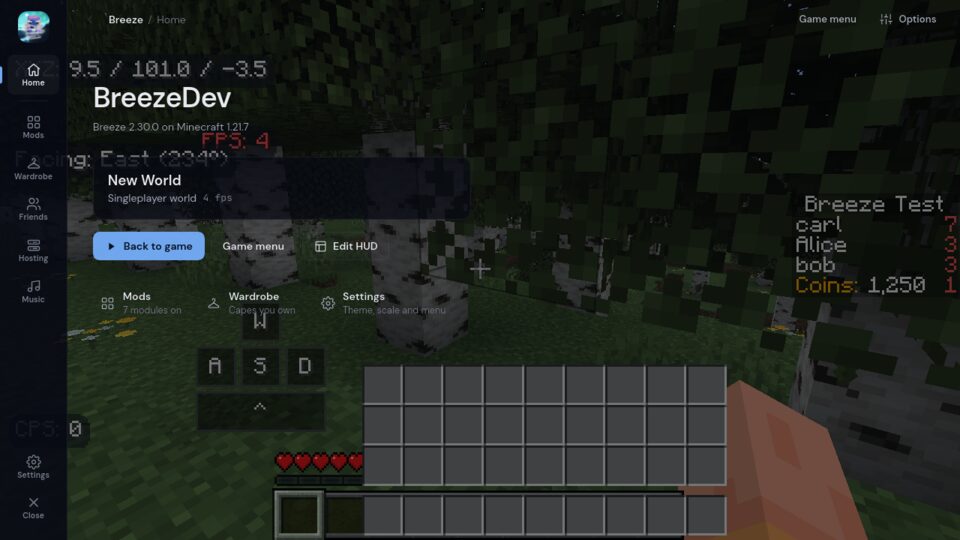 Breeze / Home
Game menu
Options
Home
Mods
Wardrobe
Friends
Hosting
Music
Settings
Close
9.5 / 101.0 / -3.5
BreezeDev
Breeze 2.30.0 on Minecraft 1.21.7
FPS: 4
Facing: East (234°)
New World
Singleplayer world 4 fps
Back to game
Game menu
Edit HUD
Mods
7 modules on
Wardrobe
Capes you own
Settings
Theme, scale and menu
W
A S D
^
CPS: 0
Breeze Test
carl 7
Alice 3
bob 3
Coins: 1,250 1